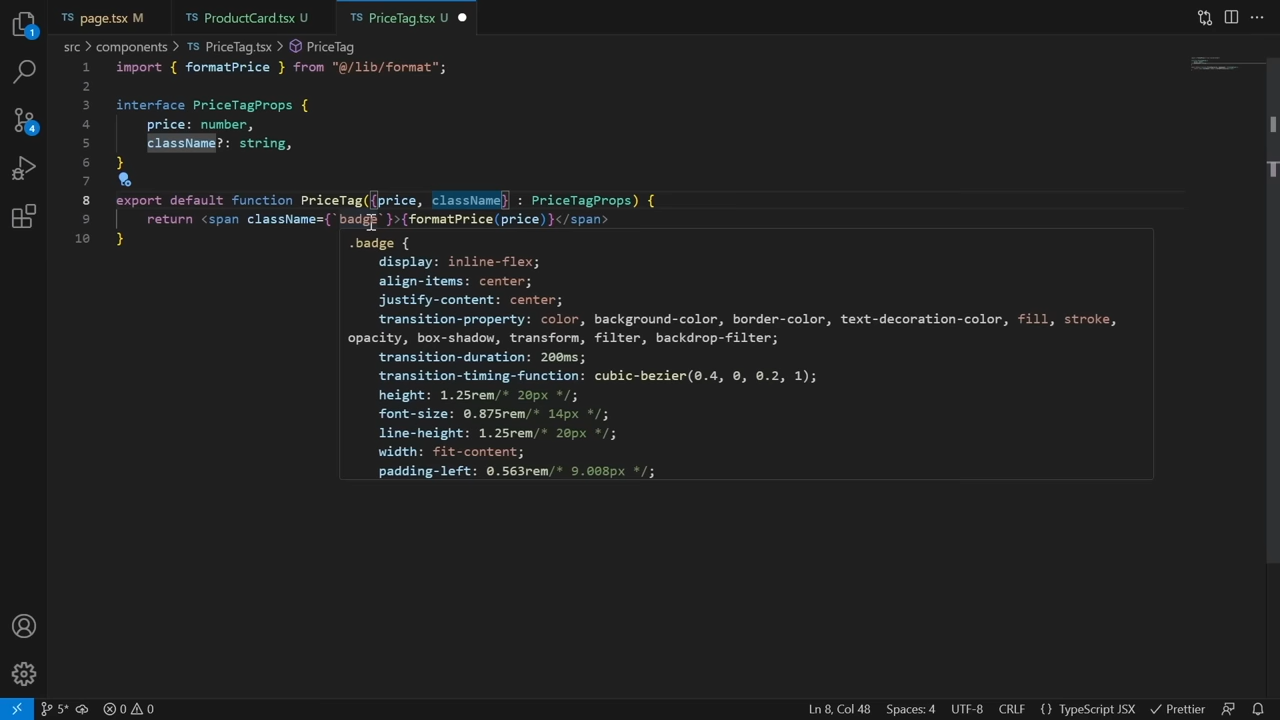 TS page.tsx M
TS ProductCard.tsx U
TS PriceTag.tsx U
src > components > TS PriceTag.tsx > PriceTag
1 import { formatPrice } from "@/lib/format";
2
3 interface PriceTagProps {
4 price: number,
5 className?: string,
6 }
7
8 export default function PriceTag({price, className} : PriceTagProps) {
9 return <span className={`badge`}>{formatPrice(price)}</span>
10 }
.badge {
display: inline-flex;
align-items: center;
justify-content: center;
transition-property: color, background-color, border-color, text-decoration-color, fill, stroke,
opacity, box-shadow, transform, filter, backdrop-filter;
transition-duration: 200ms;
transition-timing-function: cubic-bezier(0.4, 0, 0.2, 1);
height: 1.25rem/* 20px */;
font-size: 0.875rem/* 14px */;
line-height: 1.25rem/* 20px */;
width: fit-content;
padding-left: 0.563rem/* 9.008px */;
1
4
5* 0 0 Ln 8, Col 48 Spaces: 4 UTF-8 CRLF {} TypeScript JSX Prettier